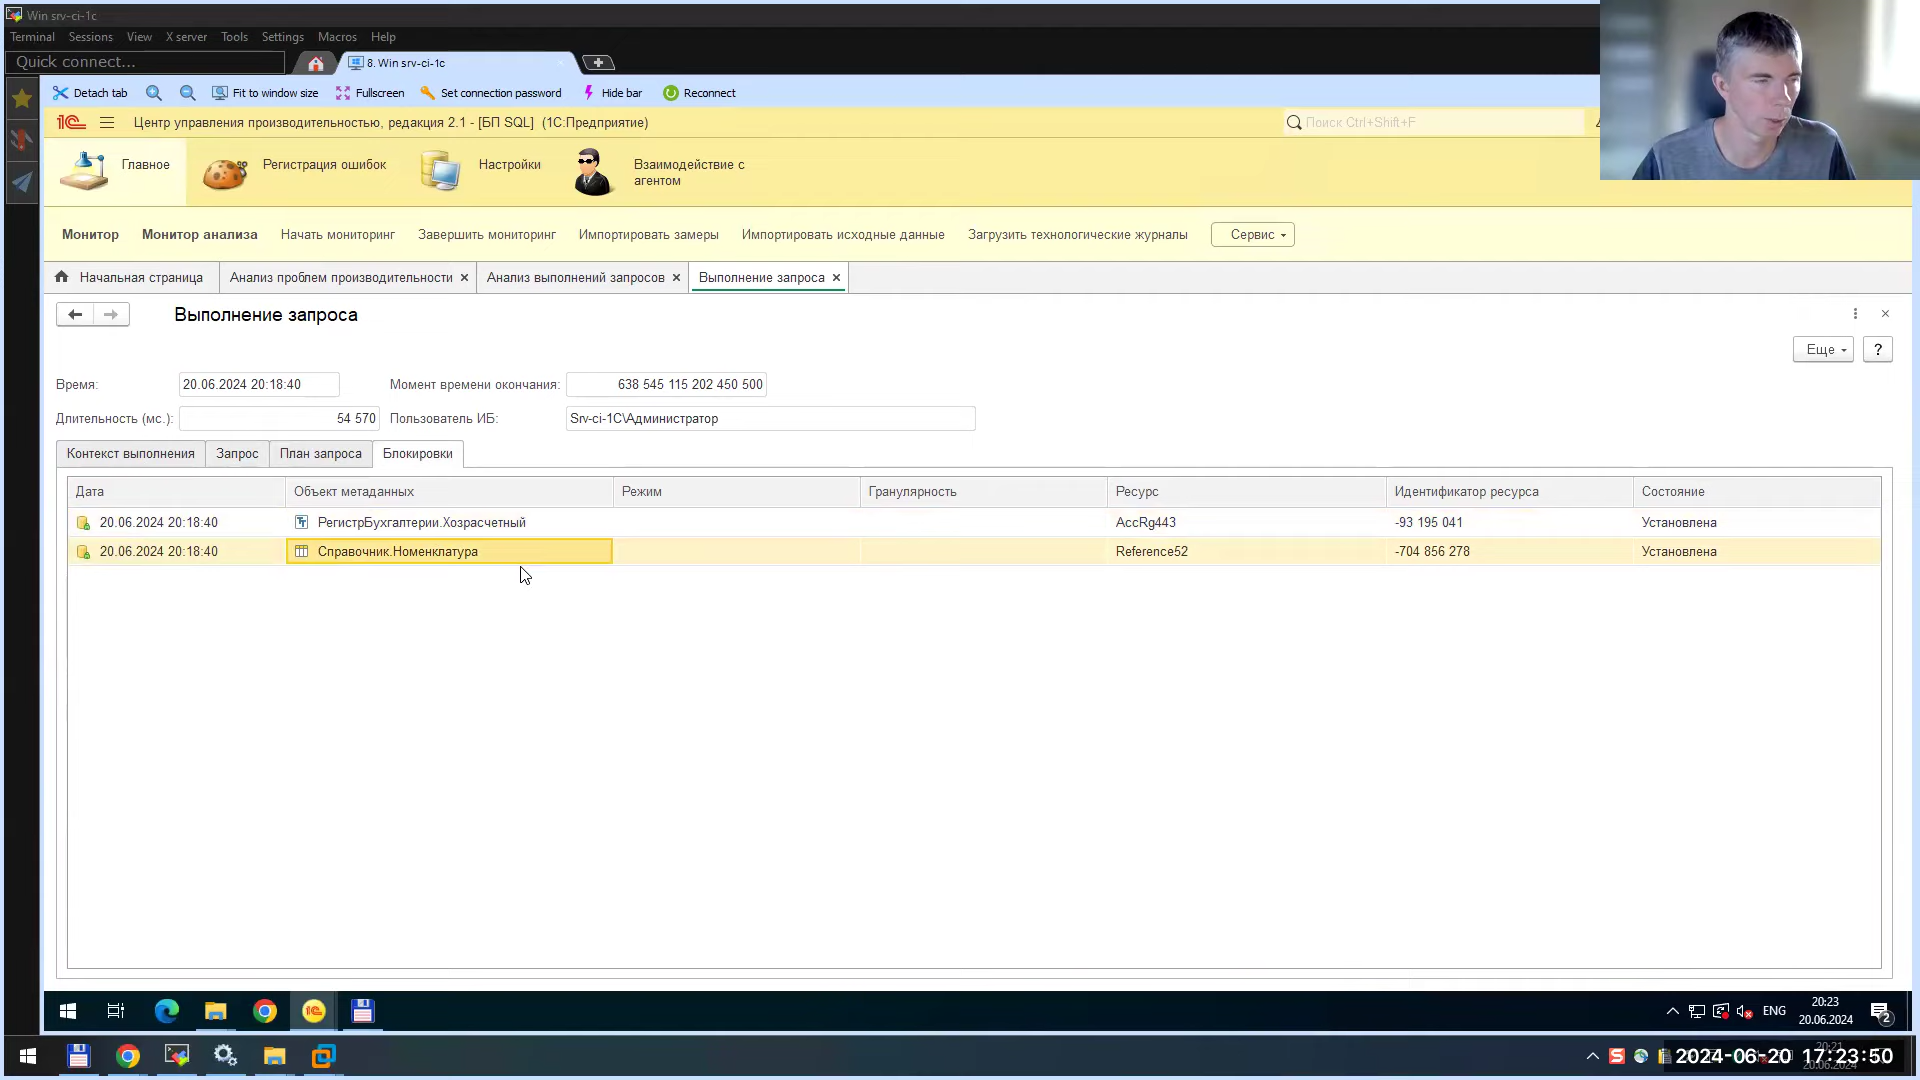 Win srv-ci-1c
Terminal Sessions View X server Tools Settings Macros Help
Quick connect...
8. Win srv-ci-1c
Detach tab Fit to window size Fullscreen Set connection password Hide bar Reconnect
1C Центр управления производительностью, редакция 2.1 - [БП SQL] (1С:Предприятие)
Поиск Ctrl+Shift+F
Главное Регистрация ошибок Настройки
Взаимодействие с
агентом
Монитор Монитор анализа Начать мониторинг Завершить мониторинг Импортировать замеры Импортировать исходные данные Загрузить технологические журналы Сервис
Начальная страница Анализ проблем производительности × Анализ выполнений запросов × Выполнение запроса ×
Выполнение запроса
Еще ?
Время: 20.06.2024 20:18:40 Момент времени окончания: 638 545 115 202 450 500
Длительность (мс.): 54 570 Пользователь ИБ: Srv-ci-1C\Администратор
Контекст выполнения Запрос План запроса Блокировки
Дата Объект метаданных Режим Гранулярность Ресурс Идентификатор ресурса Состояние
20.06.2024 20:18:40 РегистрБухгалтерии.Хозрасчетный AccRg443 -93 195 041 Установлена
20.06.2024 20:18:40 Справочник.Номенклатура Reference52 -704 856 278 Установлена
ENG
20:23
20.06.2024
2
2024-06-20 17:23:50